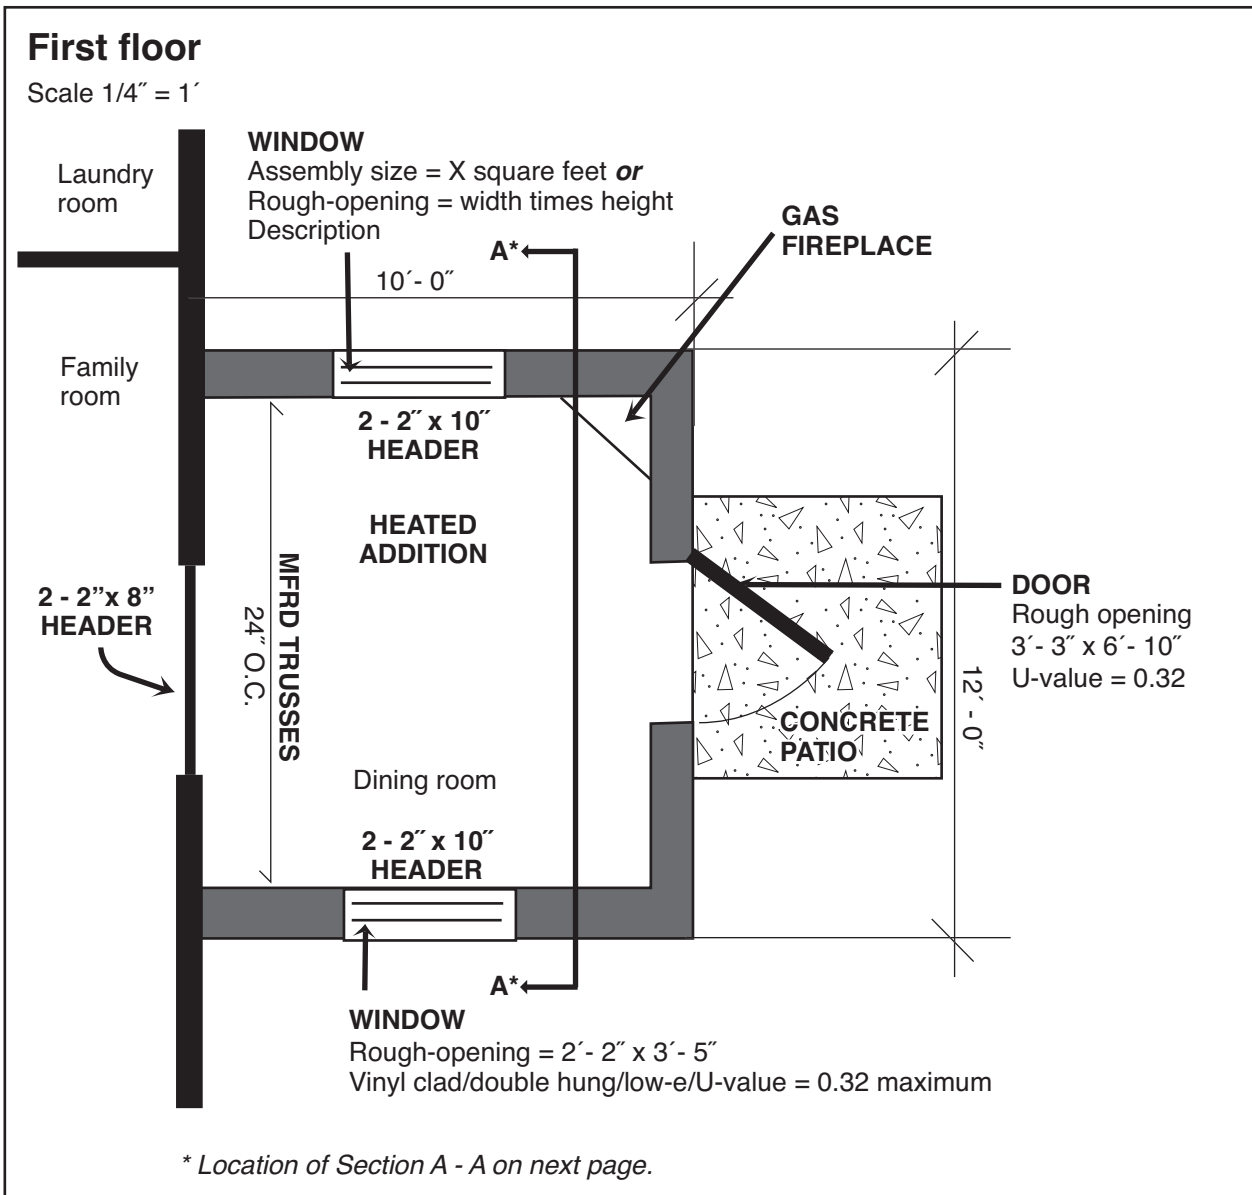 First floor
Scale 1/4˝ = 1´
Laundry
room
WINDOW
Assembly size = X square feet or
Rough-opening = width times height
Description
GAS
FIREPLACE
A*
10´- 0˝
Family
room
2 - 2˝ x 10˝
HEADER
HEATED
ADDITION
MFRD TRUSSES
24˝ O.C.
2 - 2”x 8”
HEADER
DOOR
Rough opening
3´- 3˝ x 6´- 10˝
U-value = 0.32
12´ - 0˝
CONCRETE
PATIO
Dining room
2 - 2˝ x 10˝
HEADER
A*
WINDOW
Rough-opening = 2´- 2˝ x 3´- 5˝
Vinyl clad/double hung/low-e/U-value = 0.32 maximum
* Location of Section A - A on next page.